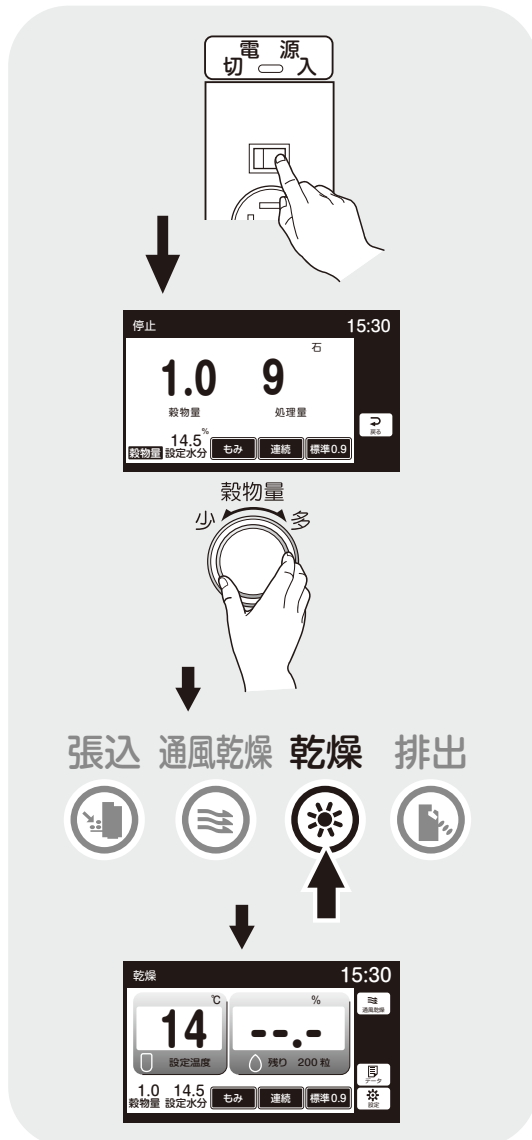 電源
切 入
停止 15:30
石
1.0 9
穀物量 処理量
戻る
14.5%
穀物量 設定水分 もみ 連続 標準0.9
穀物量
少 多
張込 通風乾燥 乾燥 排出
乾燥 15:30
℃ %
通風乾燥
14 --.-
設定温度 残り 200粒
データ
1.0 14.5
穀物量 設定水分 もみ 連続 標準0.9
設定